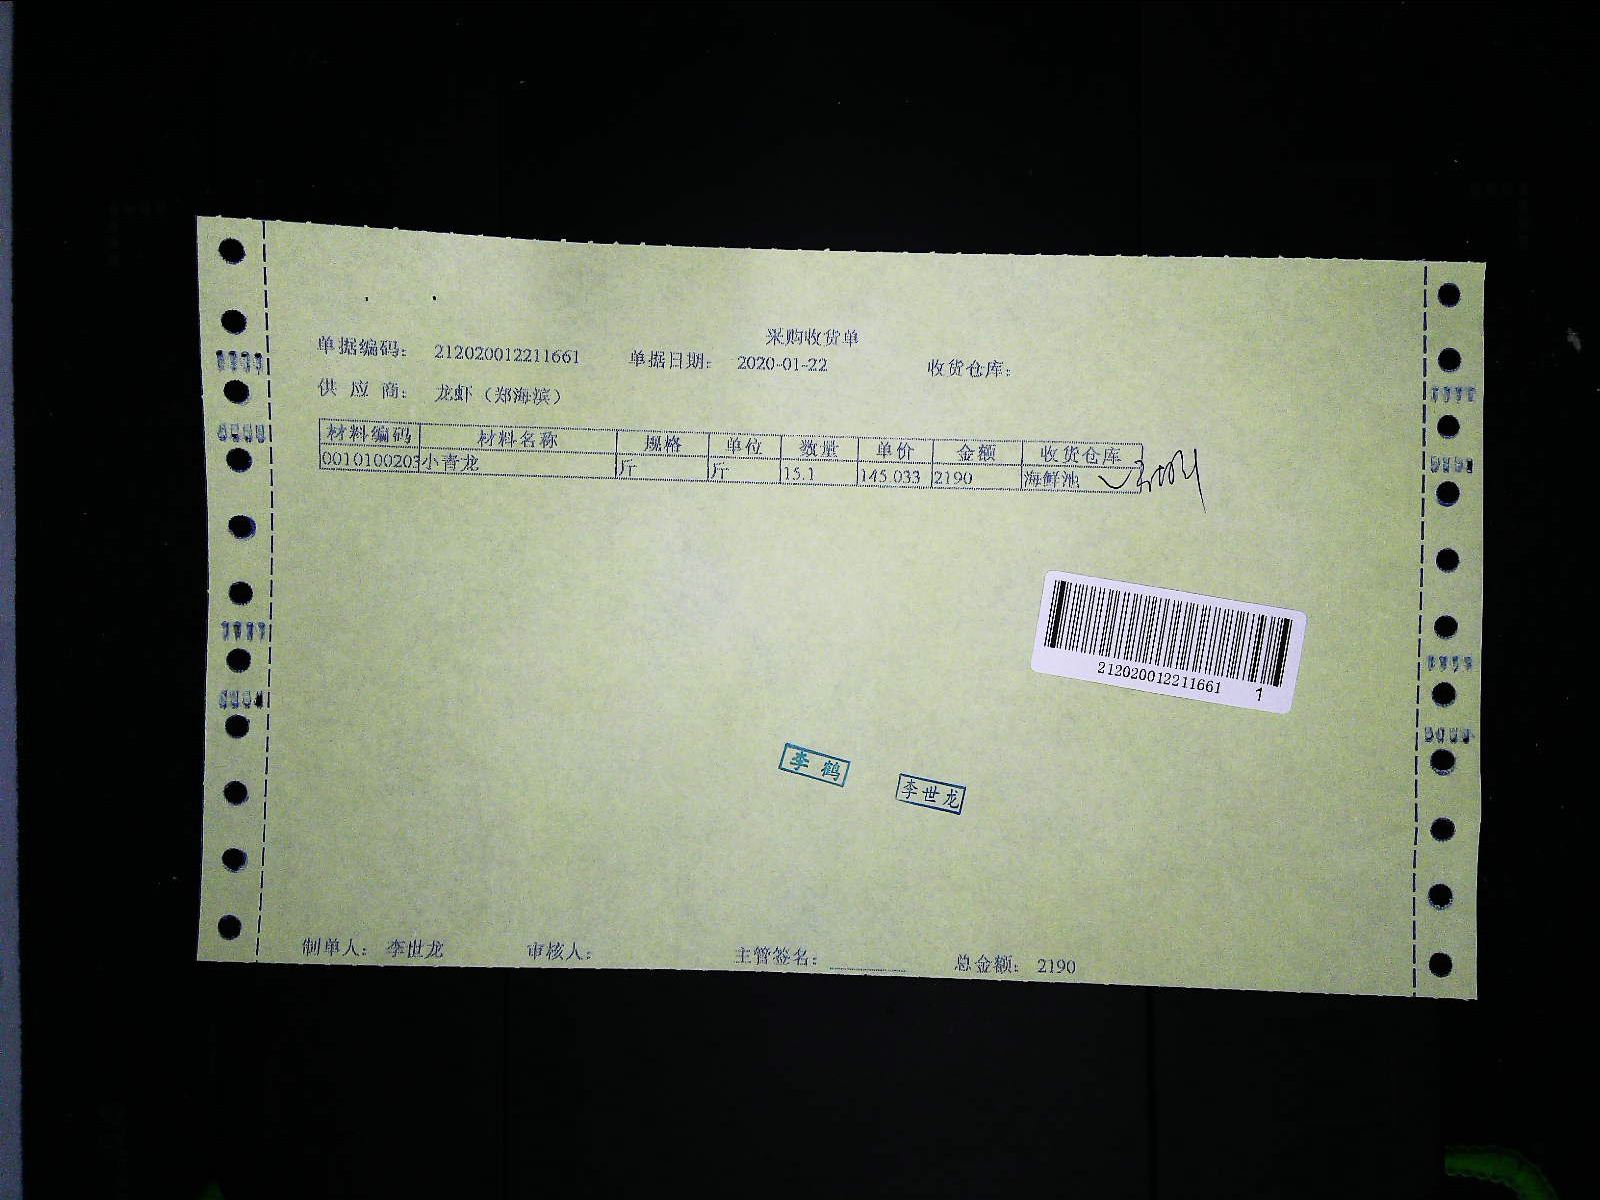 采购收货单
单据编码： 212020012211661 单据日期： 2020-01-22 收货仓库：
供应商： 龙虾（郑海滨）
材料编码 材料名称 规格 单位 数量 单价 金额 收货仓库
0010100203 小青龙 斤 斤 15.1 145.033 2190 海鲜池
212020012211661 1
李鹤
李世龙
制单人： 李世龙 审核人： 主管签名： 总金额： 2190